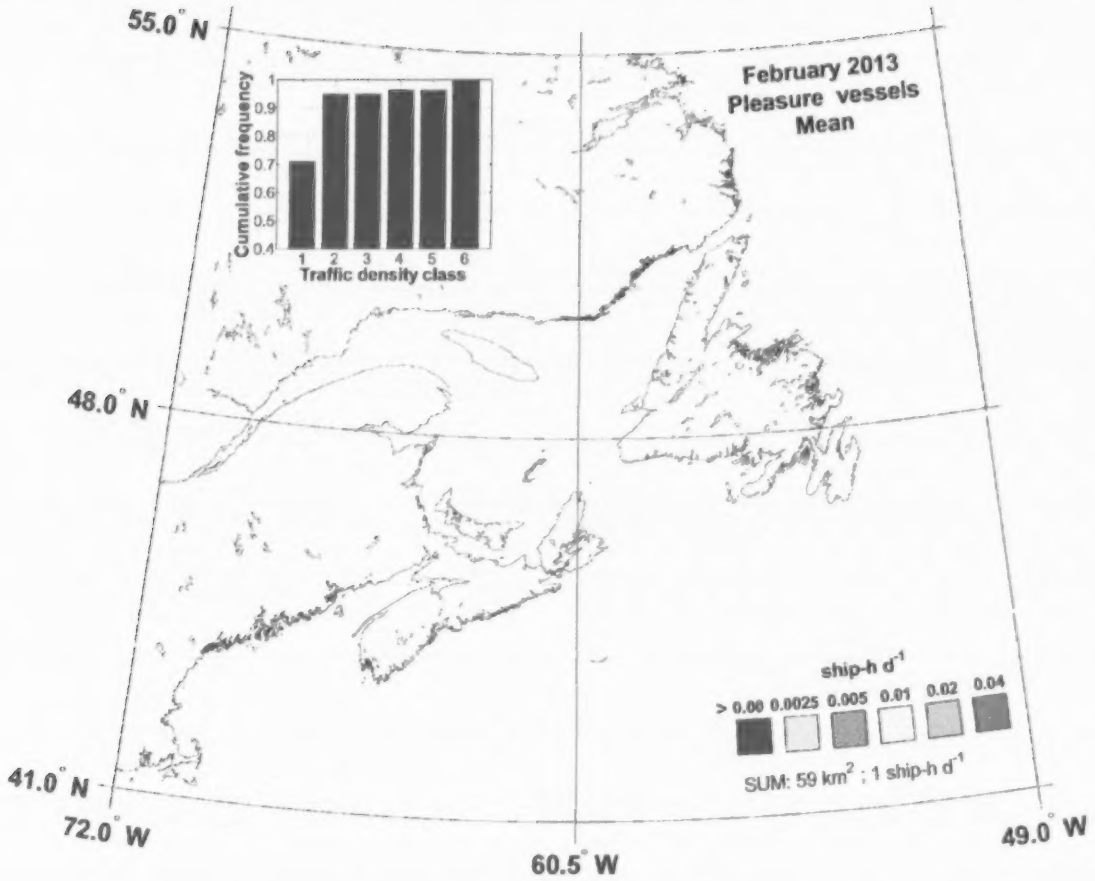 55.0° N
February 2013
Pleasure vessels
Mean
Cumulative frequency
1
0.9
0.8
0.7
0.6
0.5
0.4
1 2 3 4 5 6
Traffic density class
48.0° N
ship-h d⁻¹
> 0.00 0.0025 0.005 0.01 0.02 0.04
SUM: 59 km² ; 1 ship-h d⁻¹
41.0° N
72.0° W
60.5° W
49.0° W